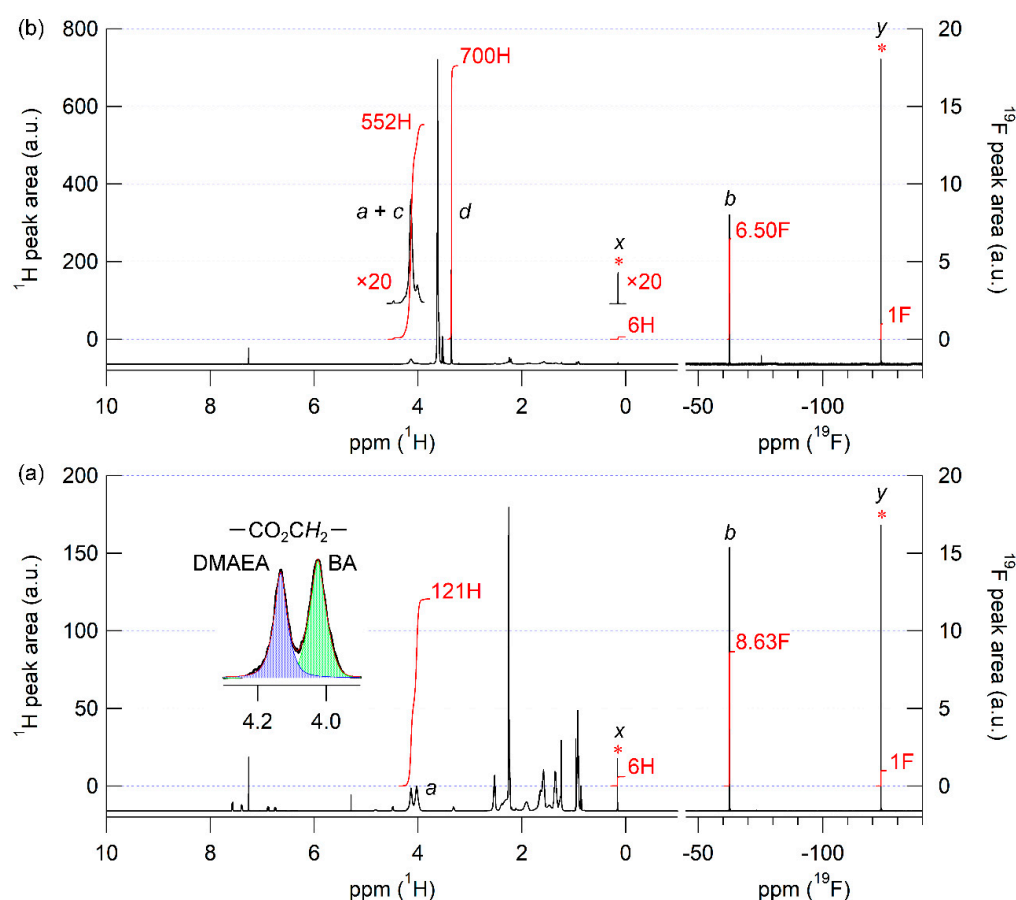 (b)
800
600
400
200
0
¹H peak area (a.u.)
552H
700H
a + c
d
×20
x
*
×20
6H
b
6.50F
y
*
1F
20
15
10
5
0
¹⁹F peak area (a.u.)
10 8 6 4 2 0
-50 -100
ppm (¹H)
ppm (¹⁹F)
(a)
200
150
100
50
0
¹H peak area (a.u.)
—CO₂CH₂—
DMAEA BA
4.2 4.0
121H
a
x
*
6H
b
8.63F
y
*
1F
20
15
10
5
0
¹⁹F peak area (a.u.)
10 8 6 4 2 0
-50 -100
ppm (¹H)
ppm (¹⁹F)